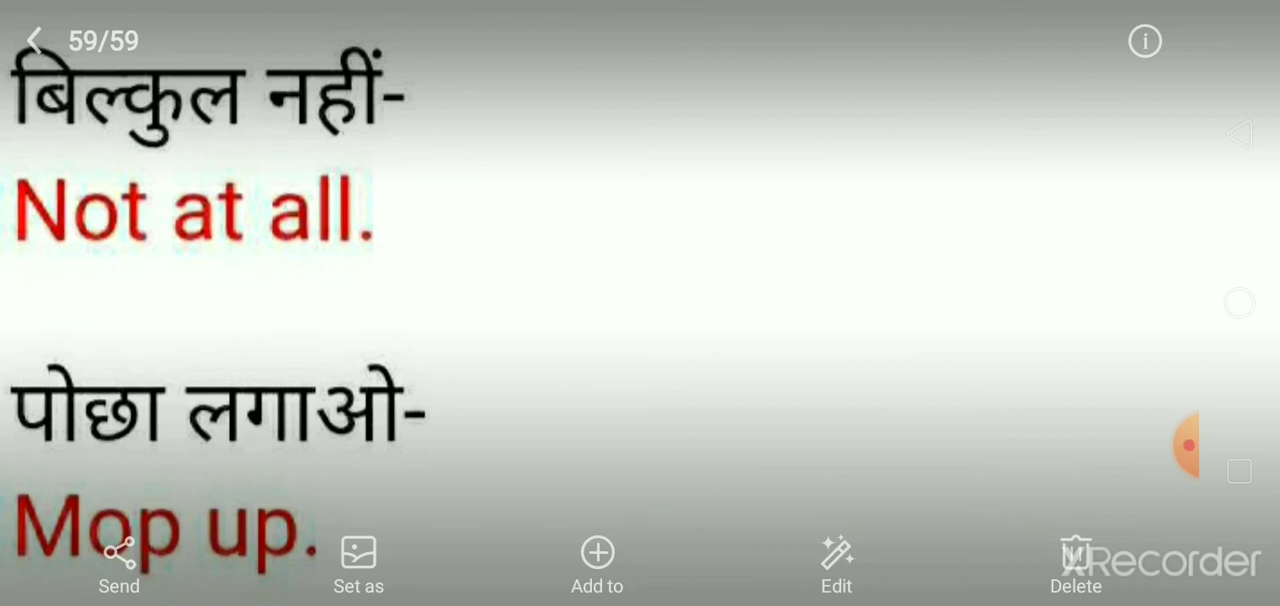 59/59
बिल्कुल नहीं-
Not at all.
पोछा लगाओ-
Mop up.
Send Set as Add to Edit Delete
XRecorder